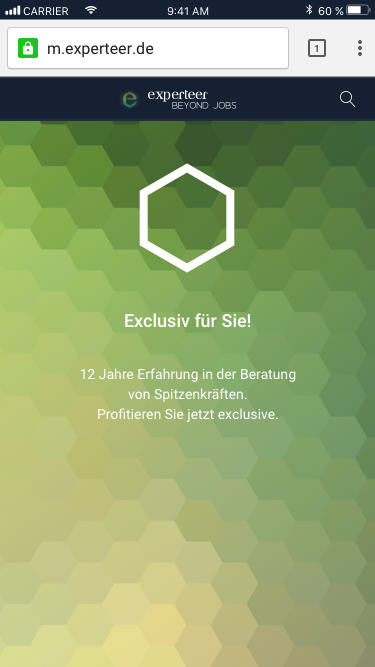 CARRIER 9:41 AM 60 %
m.experteer.de 1
experteer
BEYOND JOBS
Exclusiv für Sie!
12 Jahre Erfahrung in der Beratung
von Spitzenkräften.
Profitieren Sie jetzt exclusive.